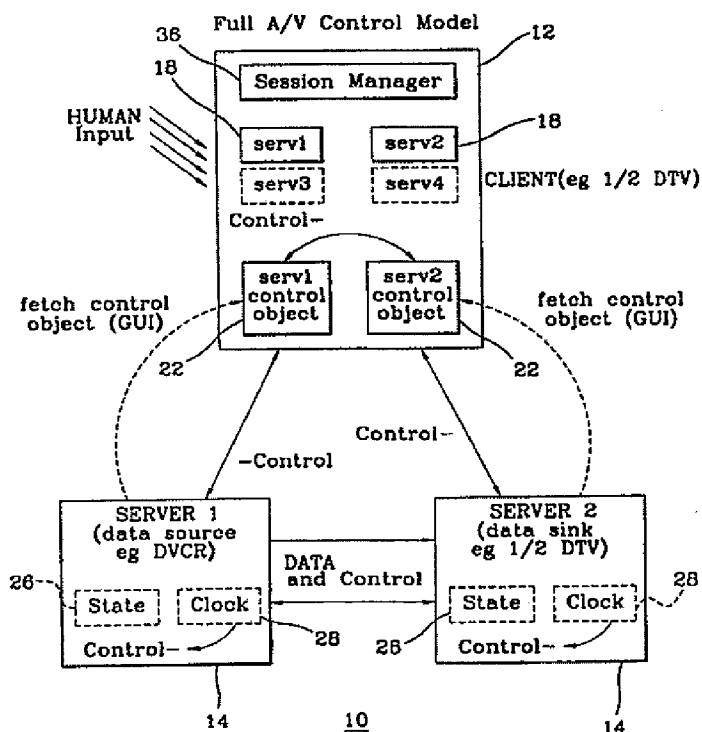 Full A/V Control Model
36
12
Session Manager
18
HUMAN
Input
serv1
serv2
18
serv3
serv4
CLIENT(eg 1/2 DTV)
Control-
serv1
control
object
serv2
control
object
fetch control
object (GUI)
fetch control
object (GUI)
22
22
-Control
Control-
SERVER 1
(data source
eg DVCR)
SERVER 2
(data sink
eg 1/2 DTV)
DATA
and Control
26
State
Clock
28
Control-
State
Clock
28
26
Control-
14
10
14